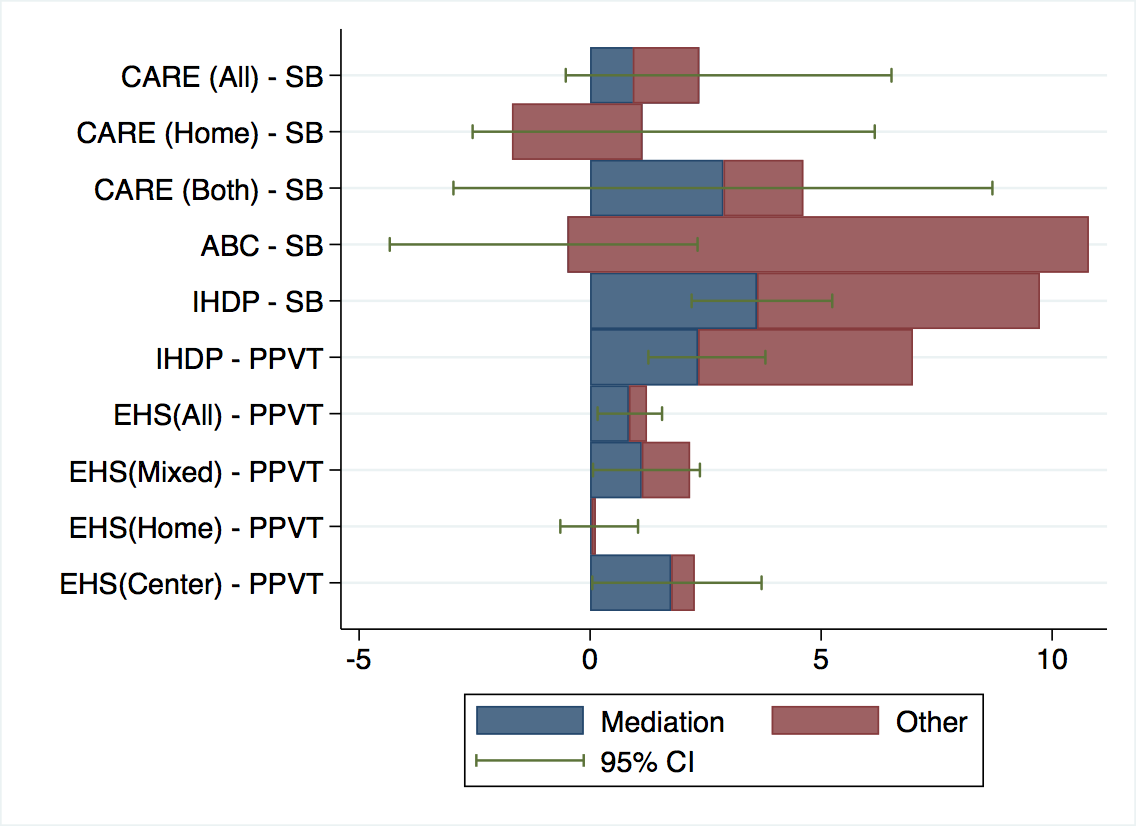 CARE (All) - SB
CARE (Home) - SB
CARE (Both) - SB
ABC - SB
IHDP - SB
IHDP - PPVT
EHS(All) - PPVT
EHS(Mixed) - PPVT
EHS(Home) - PPVT
EHS(Center) - PPVT
-5 0 5 10
Mediation Other
95% CI